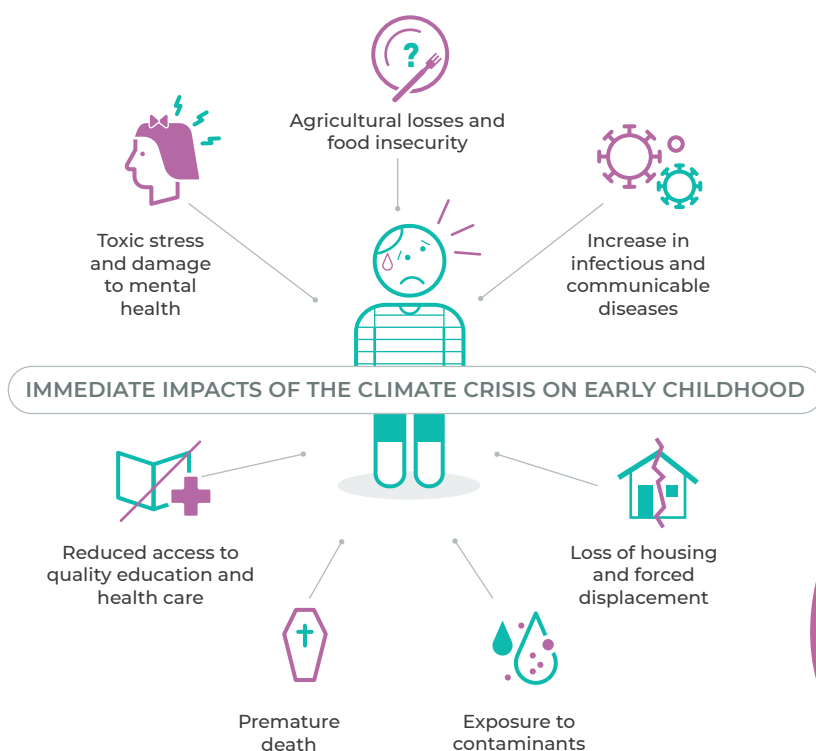 ?
Agricultural losses and
food insecurity
Toxic stress
and damage
to mental
health
Increase in
infectious and
communicable
diseases
IMMEDIATE IMPACTS OF THE CLIMATE CRISIS ON EARLY CHILDHOOD
Reduced access to
quality education and
health care
Loss of housing
and forced
displacement
Premature
death
Exposure to
contaminants